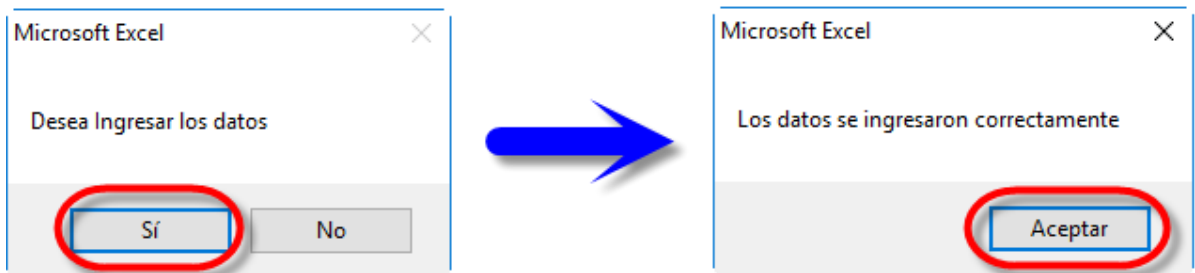 Microsoft Excel
Desea Ingresar los datos
Sí
No
Microsoft Excel
Los datos se ingresaron correctamente
Aceptar